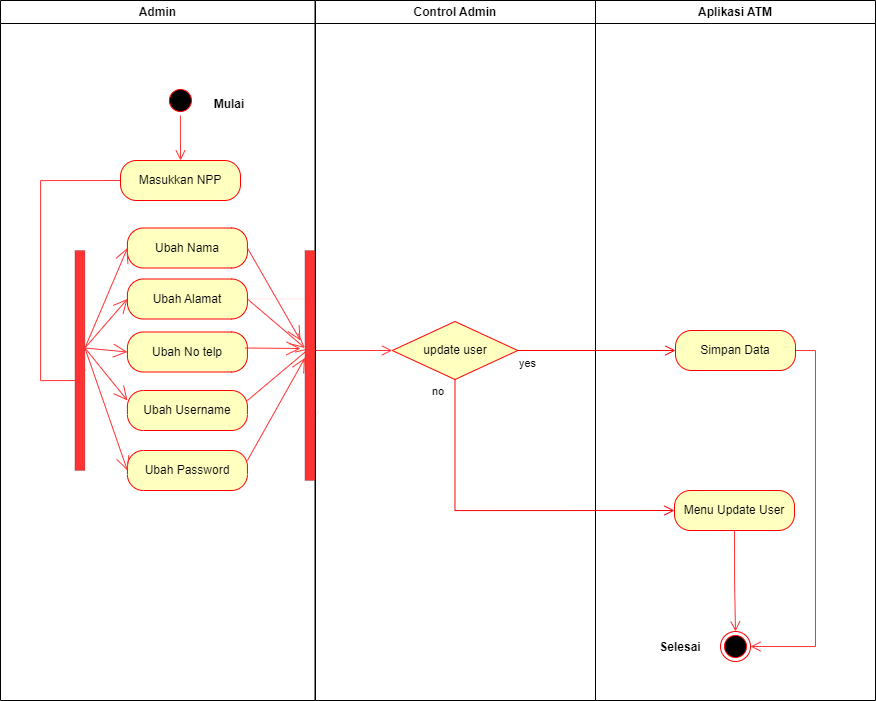 Admin
Control Admin
Aplikasi ATM
Mulai
Masukkan NPP
Ubah Nama
Ubah Alamat
Ubah No telp
Ubah Username
Ubah Password
update user
yes
no
Simpan Data
Menu Update User
Selesai